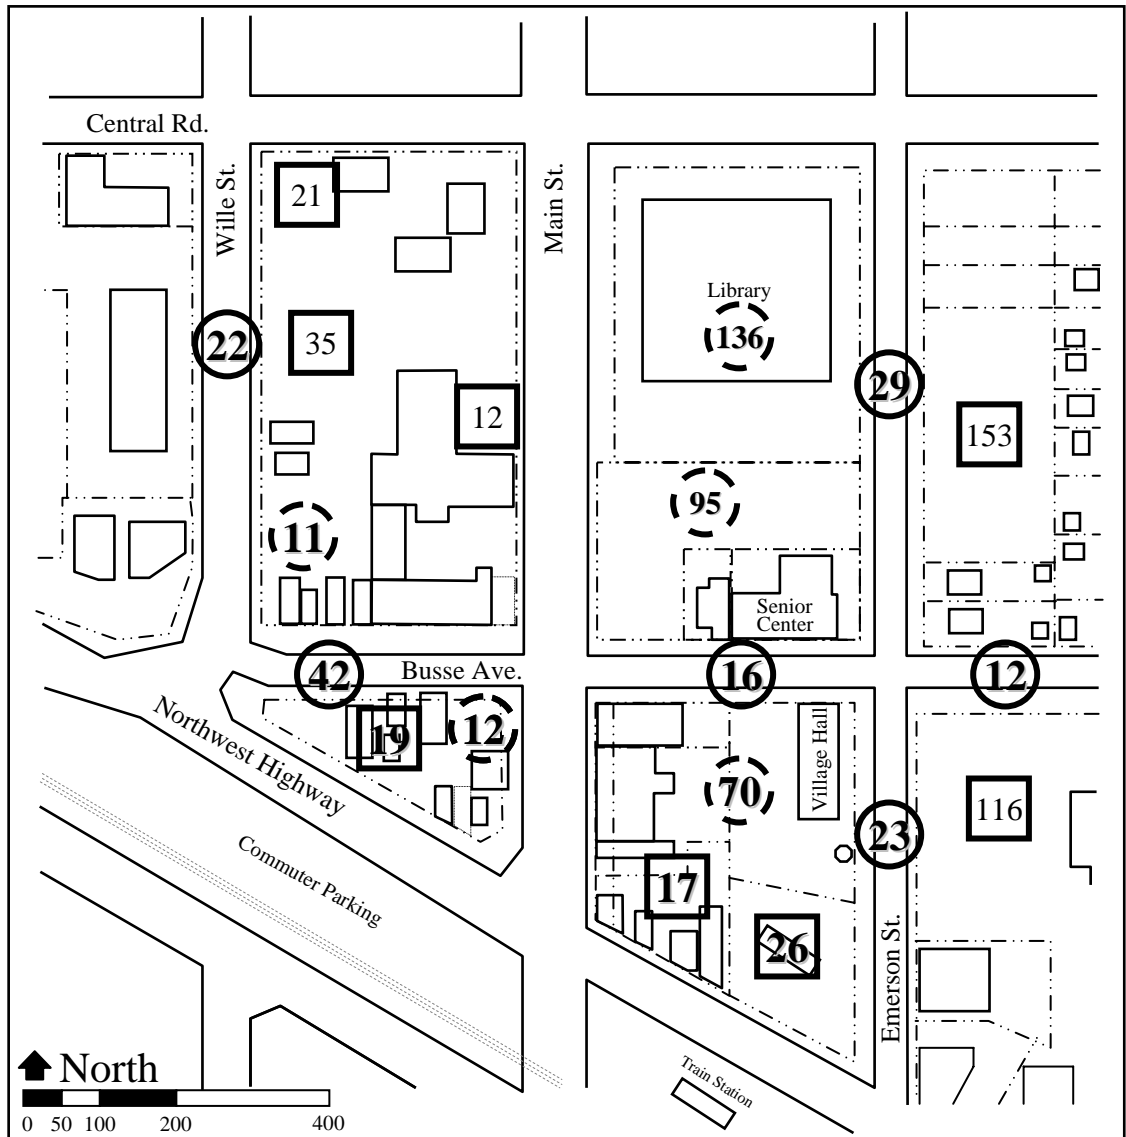 Central Rd.
Wille St.
Main St.
21
Library
136
22
35
29
12
153
95
11
Senior
Center
42
Busse Ave.
16
12
19
12
Northwest Highway
Village Hall
70
116
23
Commuter Parking
17
26
Emerson St.
North
Train Station
0 50 100 200 400